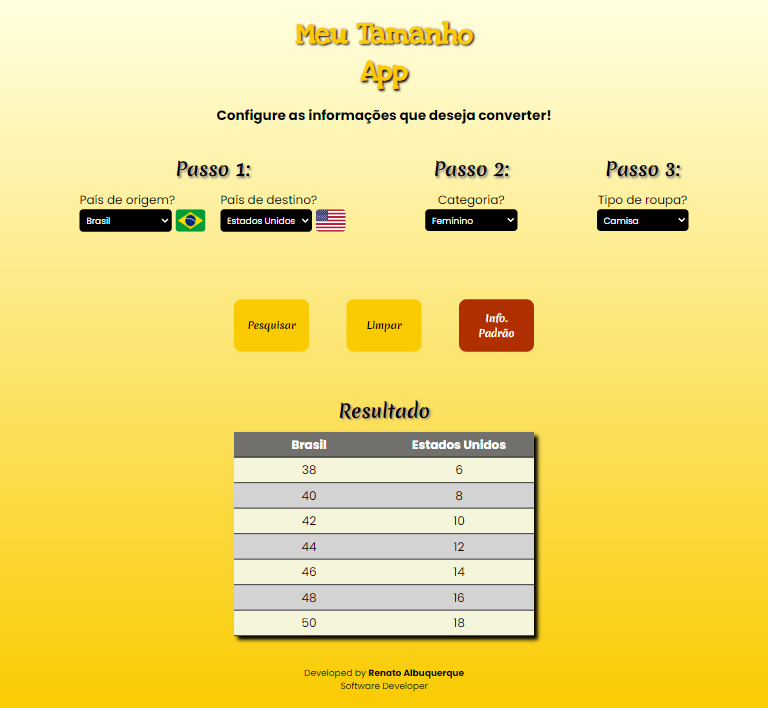 Meu Tamanho
App
Configure as informações que deseja converter!
Passo 1:
País de origem? País de destino?
Brasil Estados Unidos
Passo 2:
Categoria?
Feminino
Passo 3:
Tipo de roupa?
Camisa
Pesquisar
Limpar
Info.
Padrão
Resultado
Brasil Estados Unidos
38 6
40 8
42 10
44 12
46 14
48 16
50 18
Developed by Renato Albuquerque
Software Developer